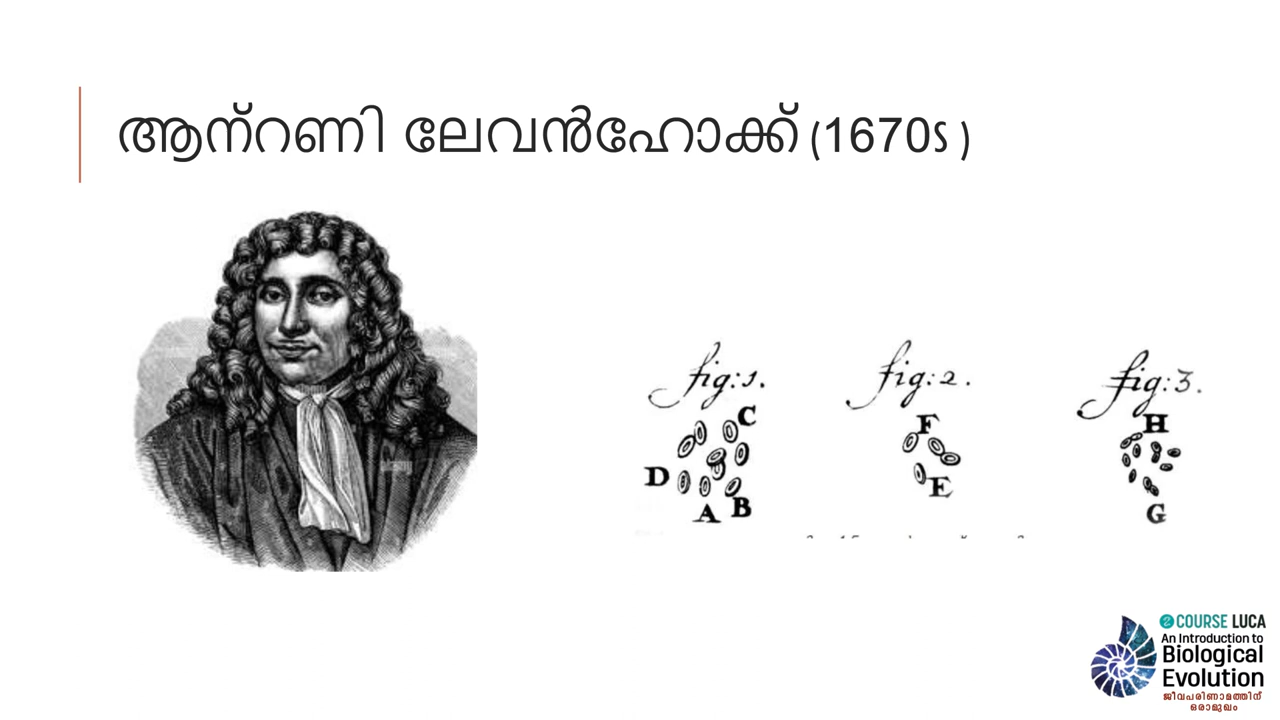 ആന്റണി ലേവൻഹോക്ക് (1670s )
fig:1.
C
D
A B
fig:2.
F
E
fig:3.
H
G
2 COURSE LUCA
An Introduction to
Biological
Evolution
ജീവപരിണാമത്തിന്
ഒരാമുഖം